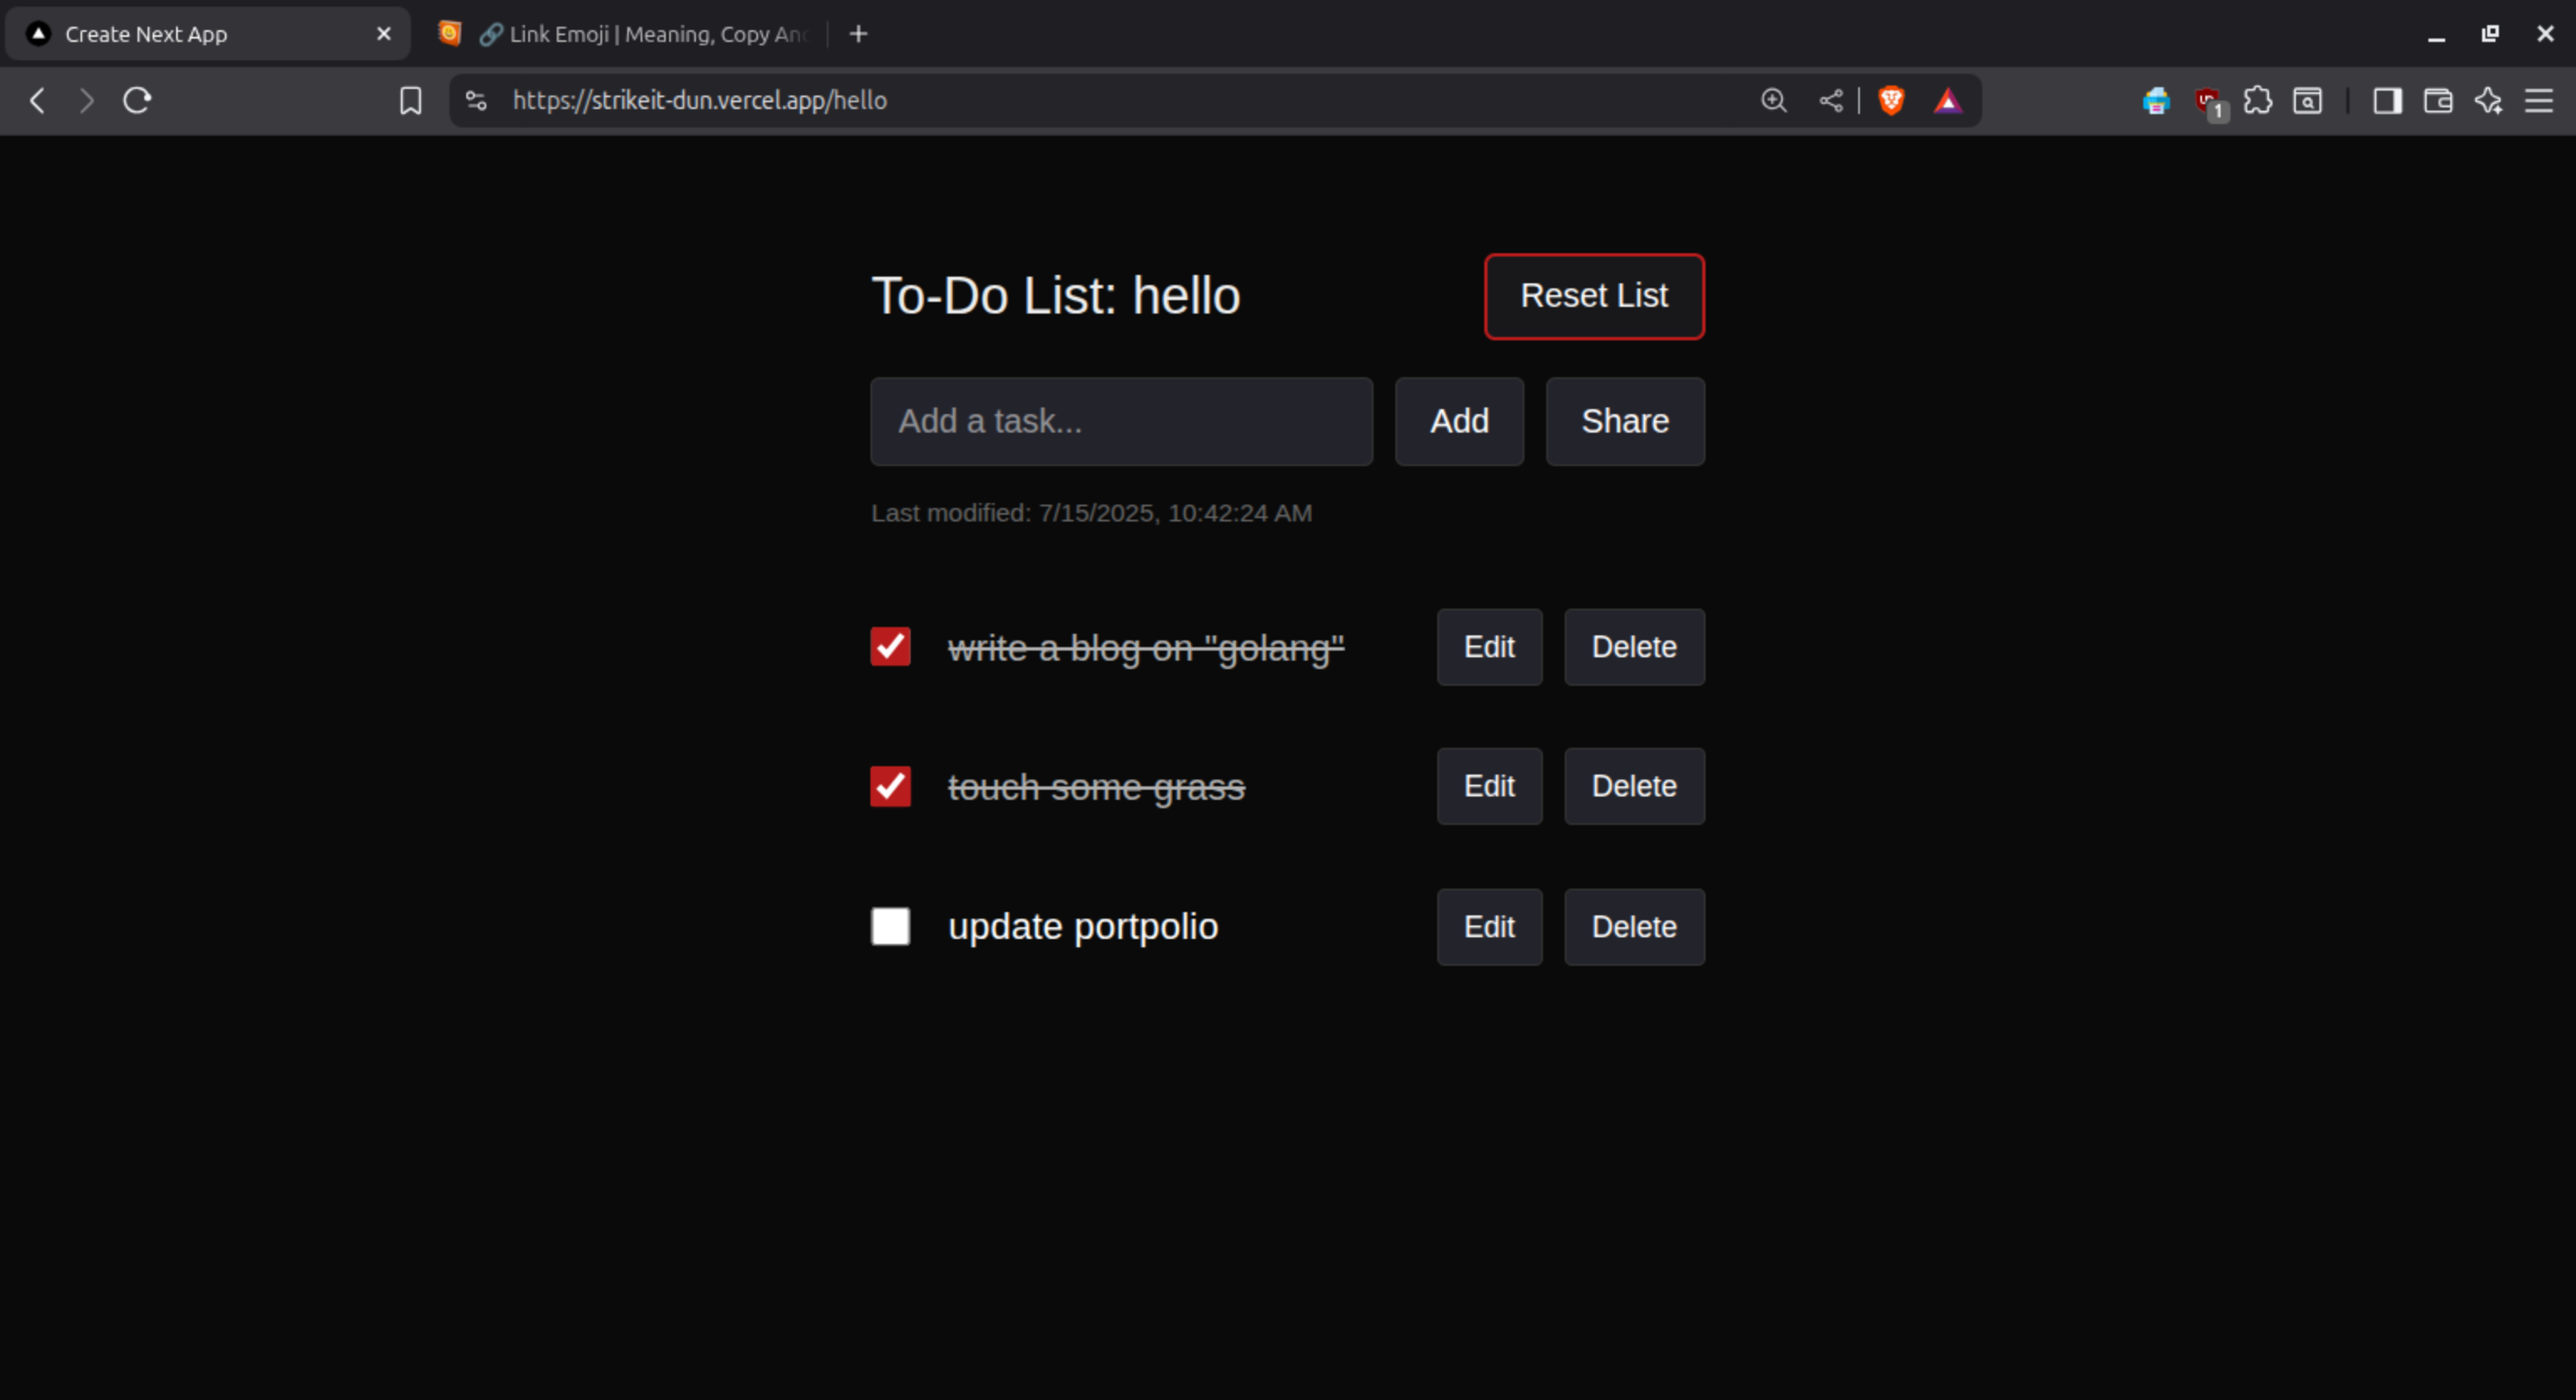 Create Next App
🔗 Link Emoji | Meaning, Copy An
https://strikeit-dun.vercel.app/hello
1
To-Do List: hello
Reset List
Add a task...
Add
Share
Last modified: 7/15/2025, 10:42:24 AM
write a blog on "golang"
Edit
Delete
touch some grass
Edit
Delete
update portpolio
Edit
Delete